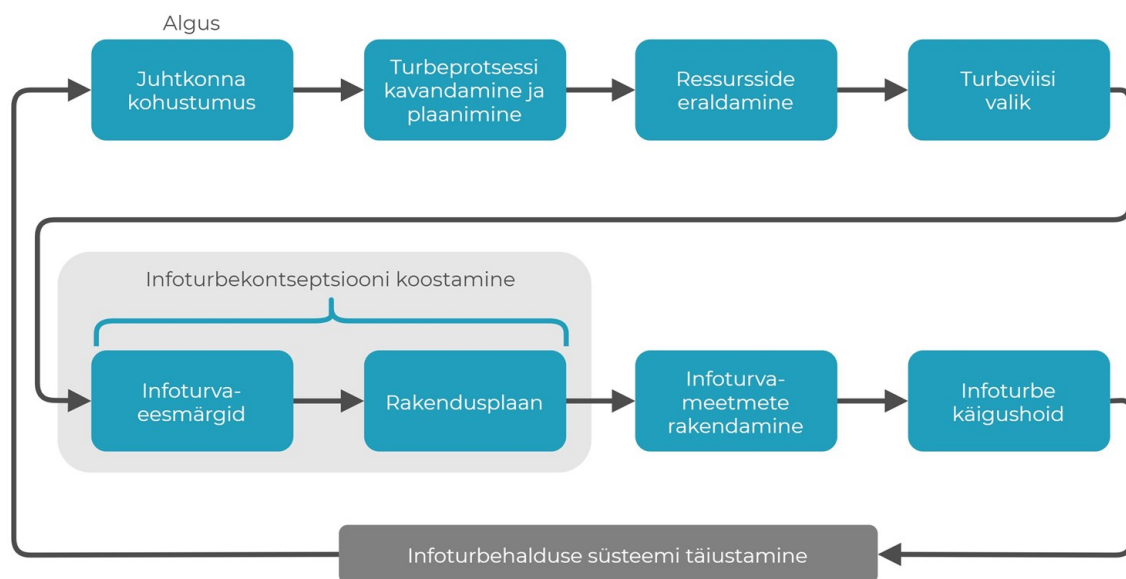 Algus
Juhtkonna
kohustumus
Turbeprotsessi
kavandamine ja
plaanimine
Ressursside
eraldamine
Turbeviisi
valik
Infoturbekontseptsiooni koostamine
Infoturva-
eesmärgid
Rakendusplaan
Infoturva-
meetmete
rakendamine
Infoturbe
käigushoid
Infoturbehalduse süsteemi täiustamine